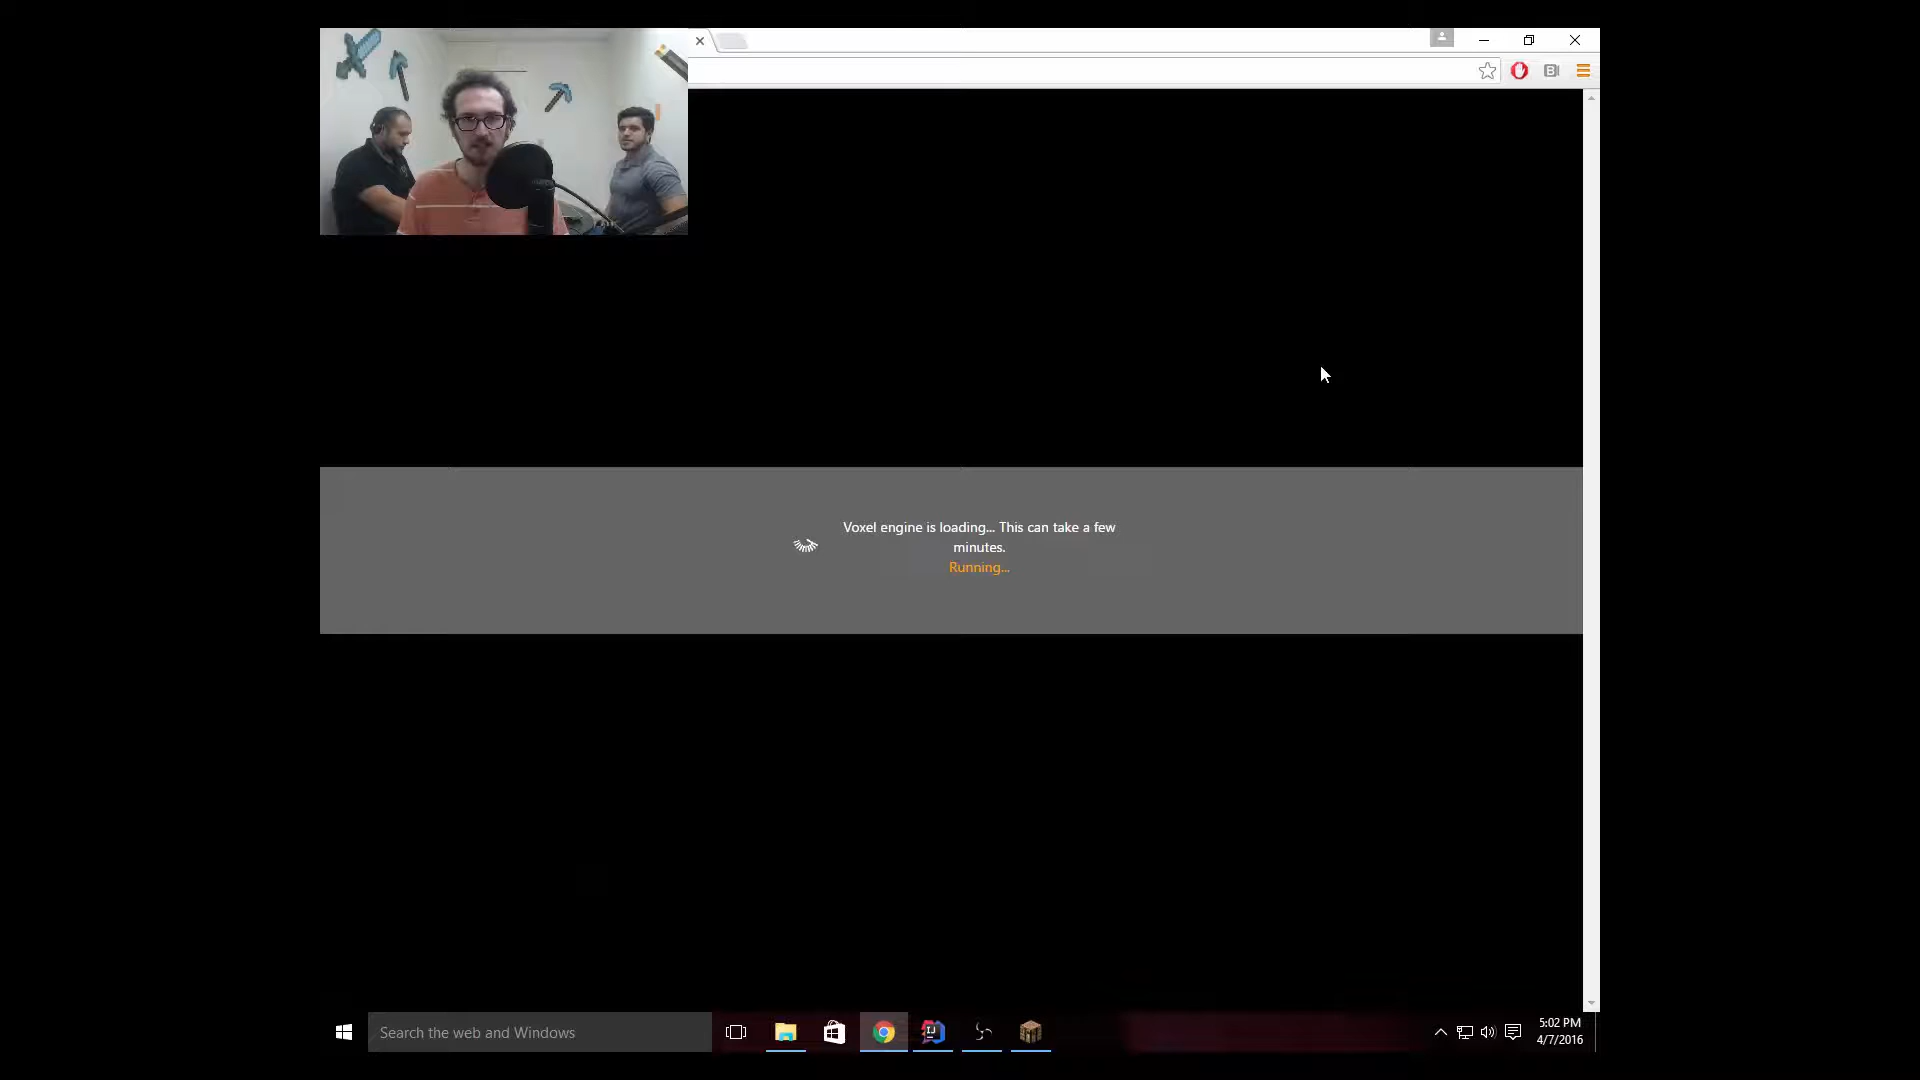 Voxel engine is loading... This can take a few
minutes.
Running...
Search the web and Windows
IJ
5:02 PM
4/7/2016